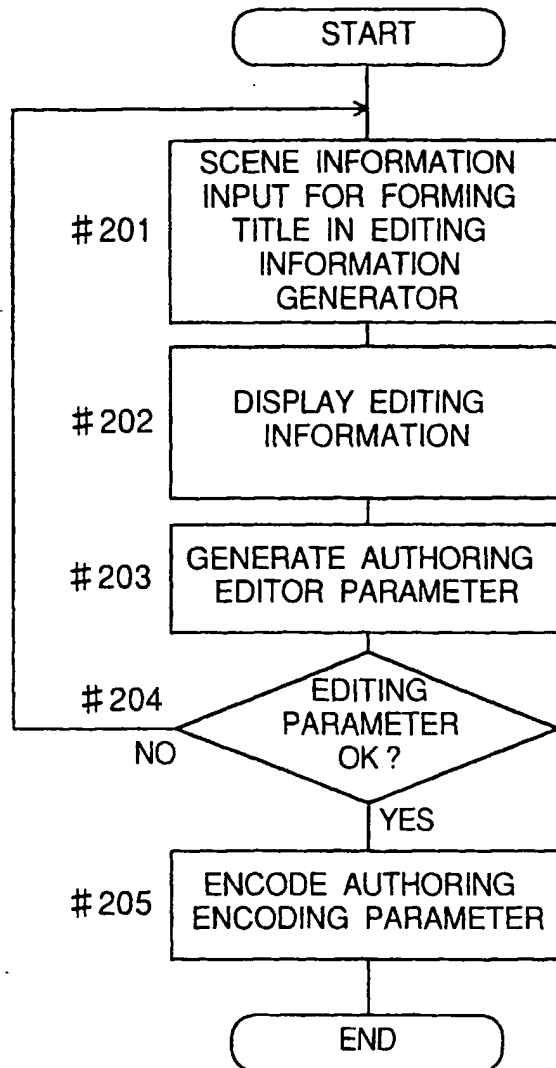 START
SCENE INFORMATION
INPUT FOR FORMING
#201
TITLE IN EDITING
INFORMATION
GENERATOR
#202
DISPLAY EDITING
INFORMATION
#203
GENERATE AUTHORING
EDITOR PARAMETER
#204
EDITING
PARAMETER
OK?
NO
YES
#205
ENCODE AUTHORING
ENCODING PARAMETER
END